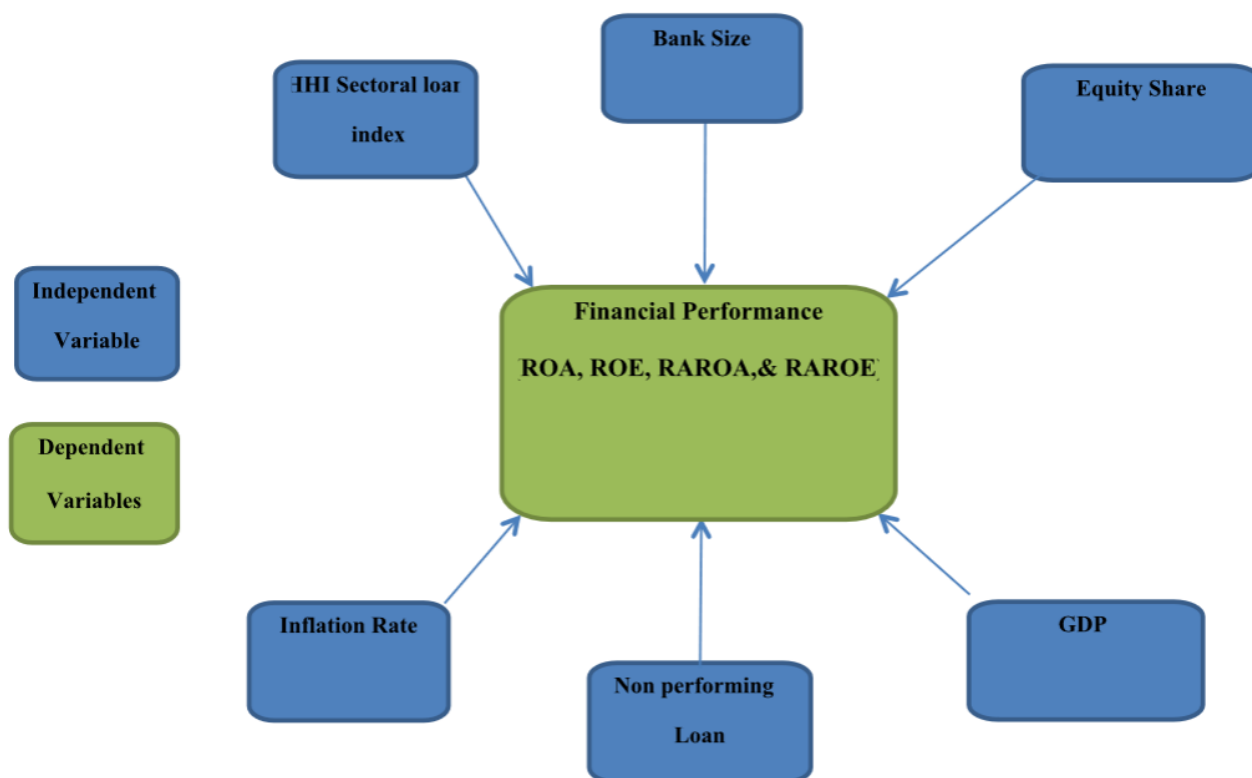 Bank Size
HHI Sectoral loan
index
Equity Share
Independent
Variable
Financial Performance
(ROA, ROE, RAROA,& RAROE)
Dependent
Variables
Inflation Rate
Non performing
Loan
GDP